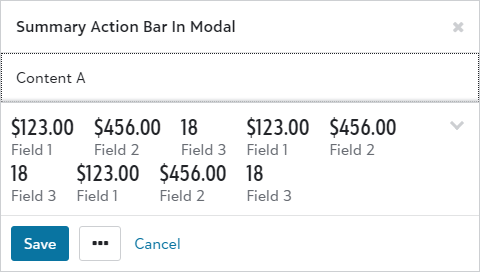 Summary Action Bar In Modal
Content A
$123.00 $456.00 18 $123.00 $456.00
Field 1 Field 2 Field 3 Field 1 Field 2
18 $123.00 $456.00 18
Field 3 Field 1 Field 2 Field 3
Save ••• Cancel